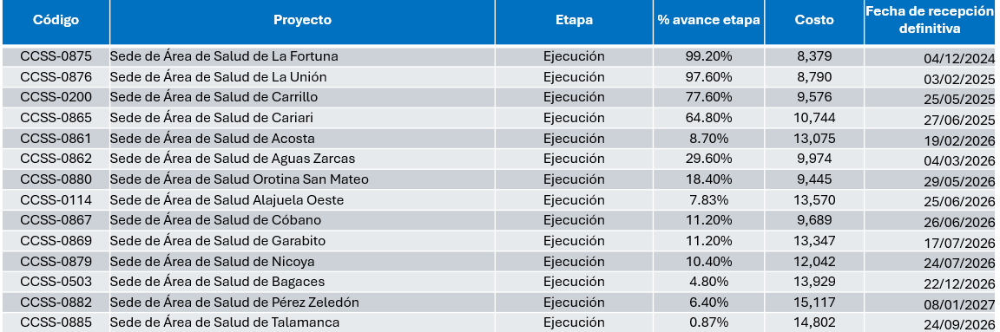 Código Proyecto Etapa % avance etapa Costo Fecha de recepción definitiva
CCSS-0875 Sede de Área de Salud de La Fortuna Ejecución 99.20% 8,379 04/12/2024
CCSS-0876 Sede de Área de Salud de La Unión Ejecución 97.60% 8,790 03/02/2025
CCSS-0200 Sede de Área de Salud de Carrillo Ejecución 77.60% 9,576 25/05/2025
CCSS-0865 Sede de Área de Salud de Cariari Ejecución 64.80% 10,744 27/06/2025
CCSS-0861 Sede de Área de Salud de Acosta Ejecución 8.70% 13,075 19/02/2026
CCSS-0862 Sede de Área de Salud de Aguas Zarcas Ejecución 29.60% 9,974 04/03/2026
CCSS-0880 Sede de Área de Salud Orotina San Mateo Ejecución 18.40% 9,445 29/05/2026
CCSS-0114 Sede de Área de Salud Alajuela Oeste Ejecución 7.83% 13,570 25/06/2026
CCSS-0867 Sede de Área de Salud de Cóbano Ejecución 11.20% 9,689 26/06/2026
CCSS-0869 Sede de Área de Salud de Garabito Ejecución 11.20% 13,347 17/07/2026
CCSS-0879 Sede de Área de Salud de Nicoya Ejecución 10.40% 12,042 24/07/2026
CCSS-0503 Sede de Área de Salud de Bagaces Ejecución 4.80% 13,929 22/12/2026
CCSS-0882 Sede de Área de Salud de Pérez Zeledón Ejecución 6.40% 15,117 08/01/2027
CCSS-0885 Sede de Área de Salud de Talamanca Ejecución 0.87% 14,802 24/09/2026